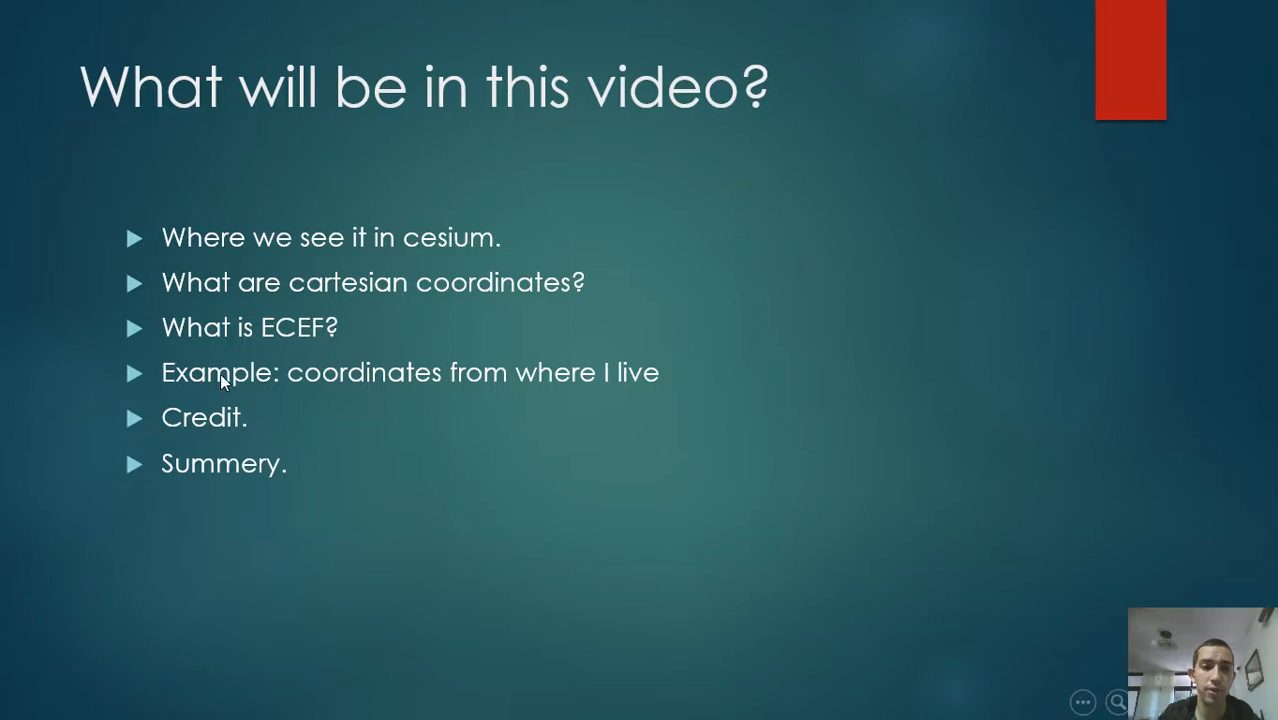 What will be in this video?
Where we see it in cesium.
What are cartesian coordinates?
What is ECEF?
Example: coordinates from where I live
Credit.
Summery.